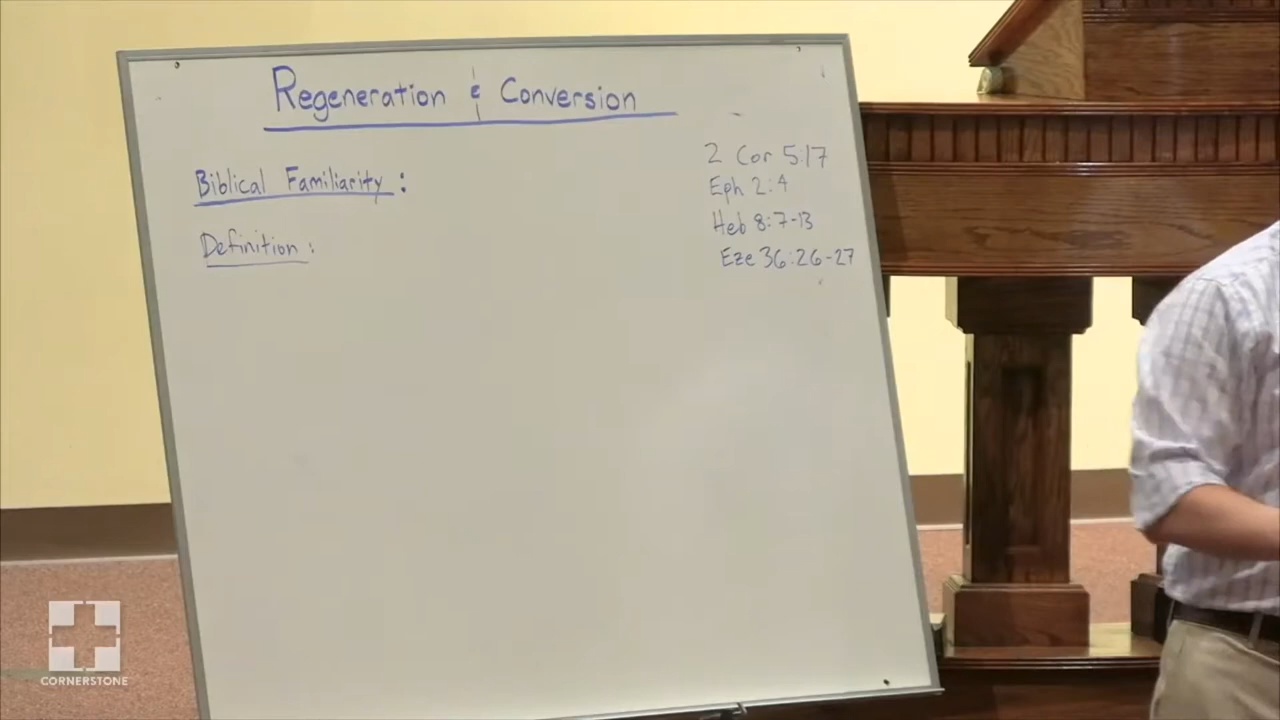 Regeneration & Conversion
Biblical Familiarity:
Definition:
2 Cor 5:17
Eph 2:4
Heb 8:7-13
Eze 36:26-27
CORNERSTONE